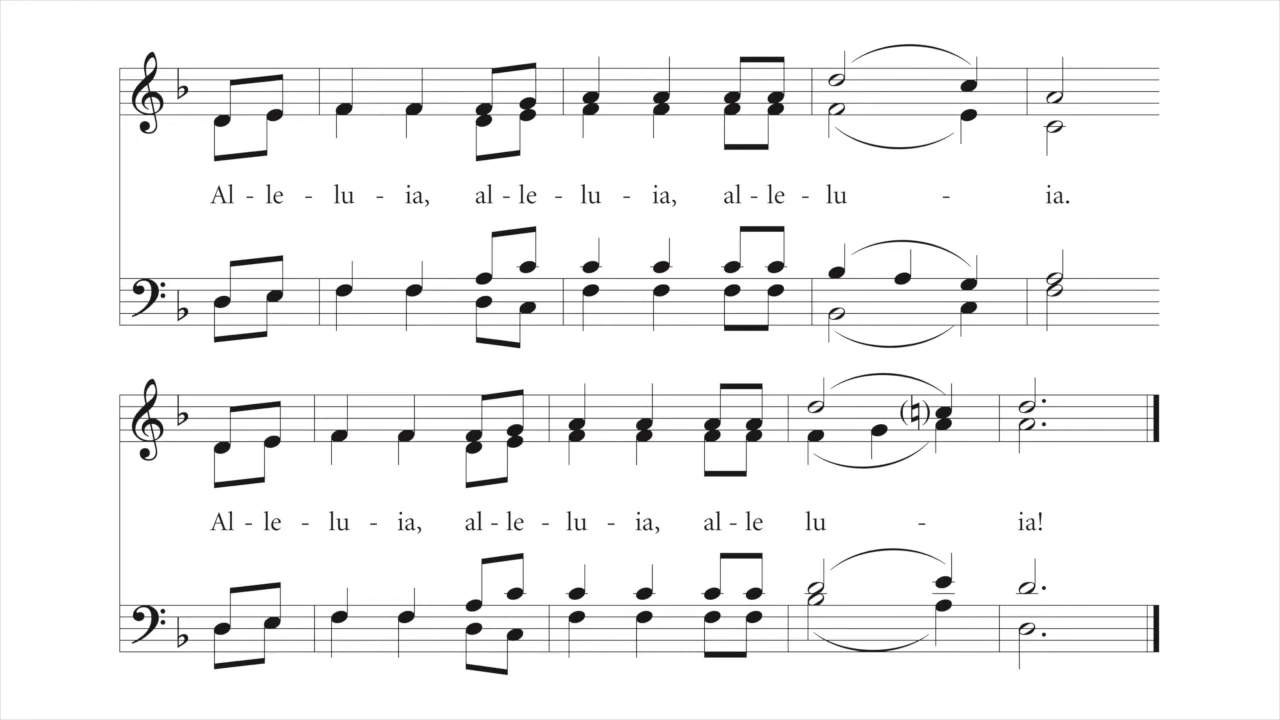 Al - le - lu - ia, al - le - lu - ia, al - le - lu - ia.
Al - le - lu - ia, al - le - lu - ia, al - le lu - ia!